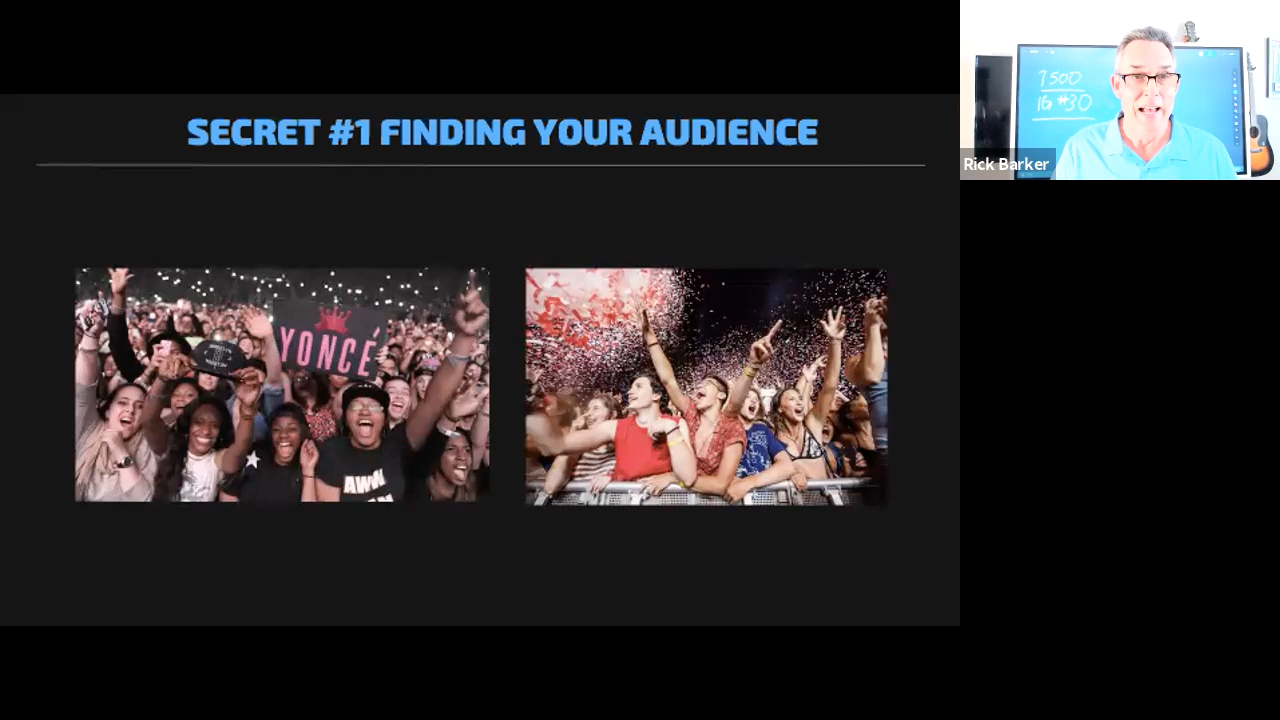 SECRET #1 FINDING YOUR AUDIENCE
YONCÉ
AWW
7500
16 #30
Rick Barker